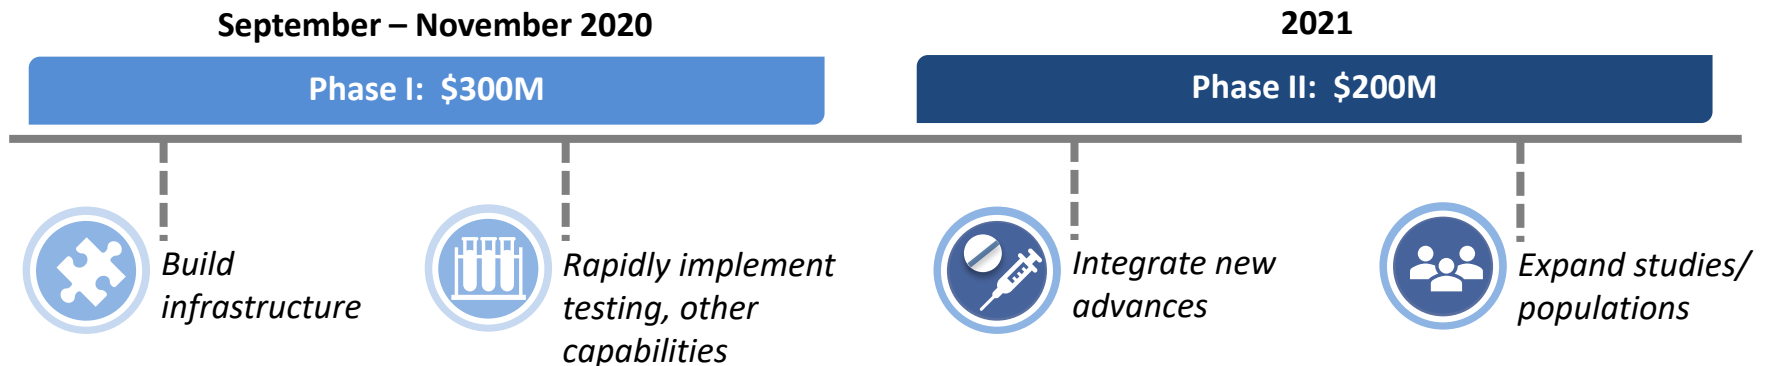 September – November 2020
2021
Phase I:  $300M
Phase II:  $200M
Build
infrastructure
Rapidly implement
testing, other
capabilities
Integrate new
advances
Expand studies/
populations